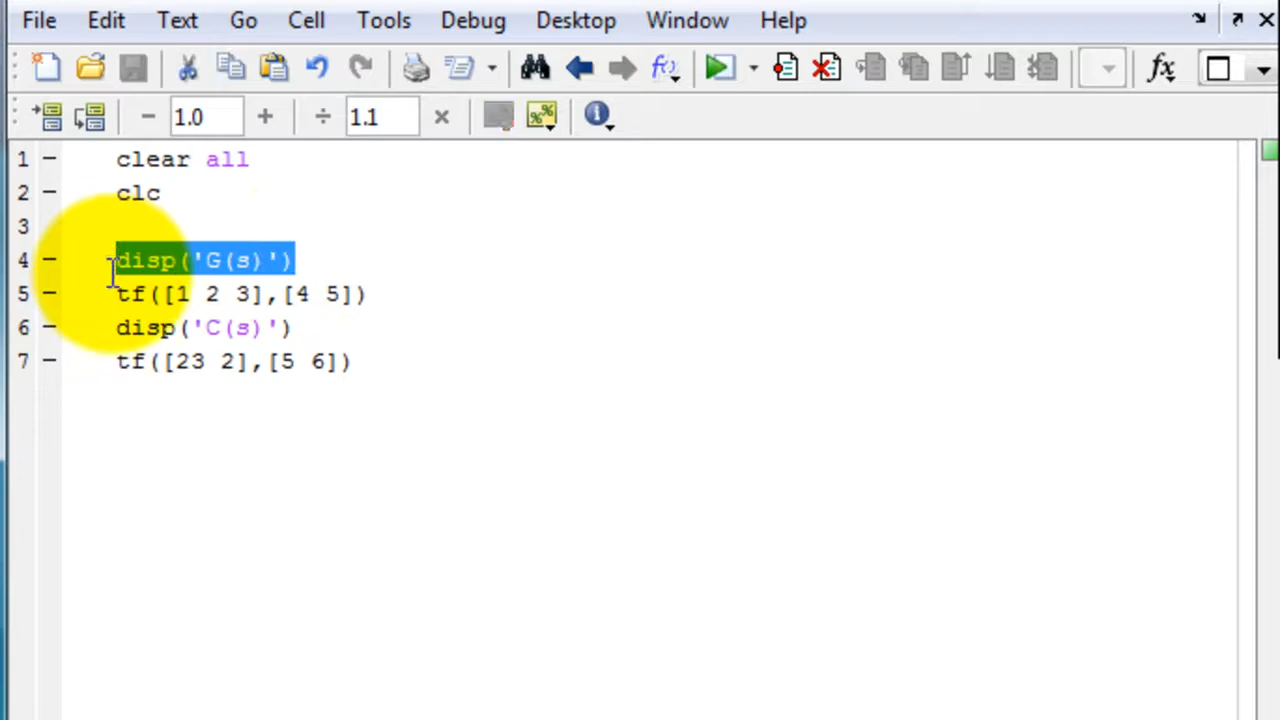 File Edit Text Go Cell Tools Debug Desktop Window Help
1.0 1.1
1 clear all
2 clc
3
4 disp('G(s)')
5 tf([1 2 3],[4 5])
6 disp('C(s)')
7 tf([23 2],[5 6])